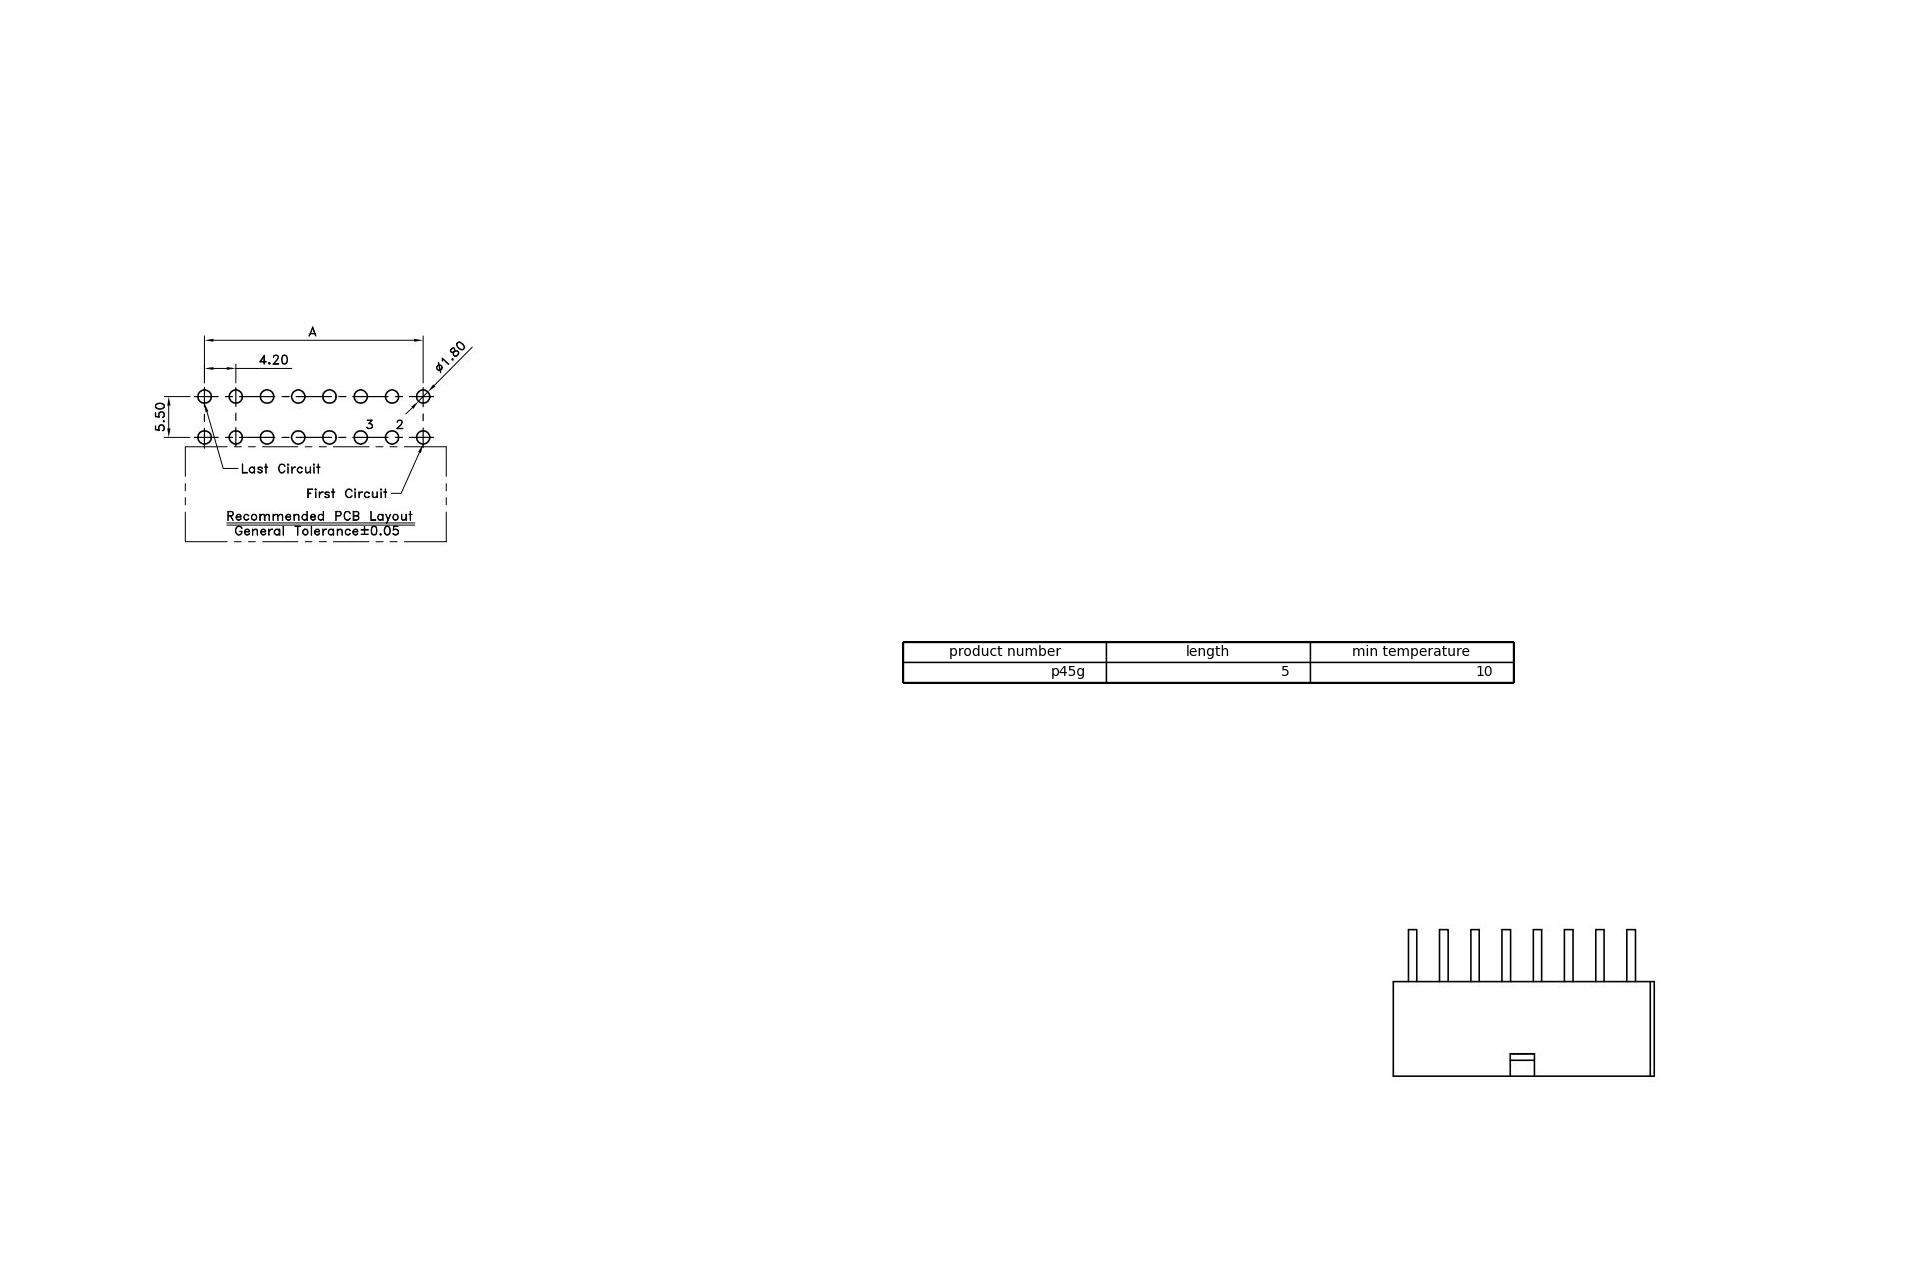 A
4.20
ø1.80
5.50
3 2
Last Circuit
First Circuit
Recommended PCB Layout
General Tolerance±0.05
product number length min temperature
p45g 5 10